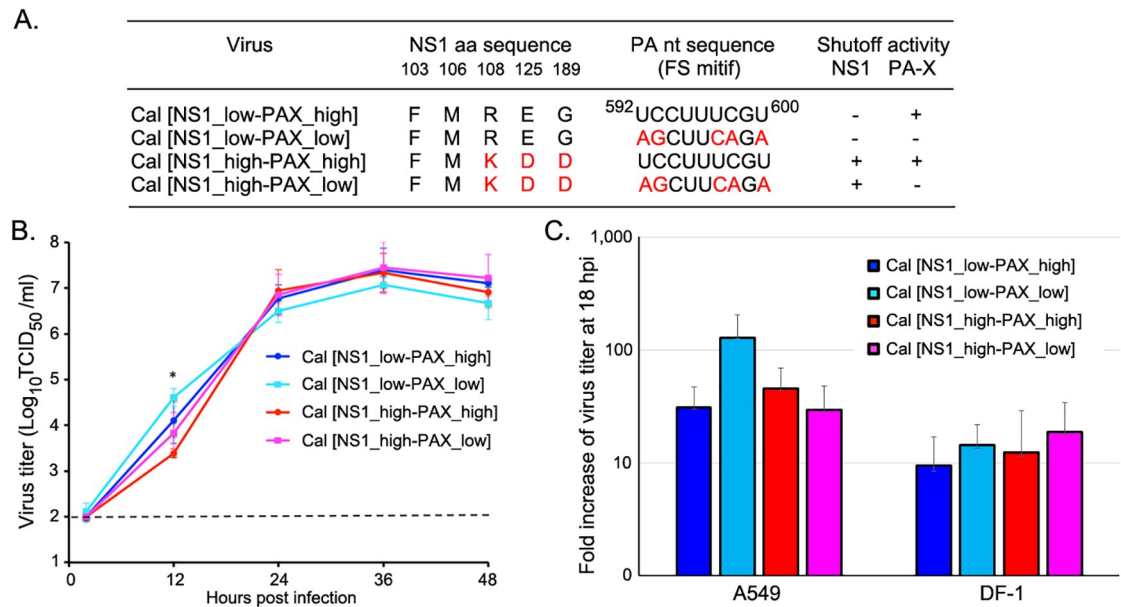 A.
Virus NS1 aa sequence PA nt sequence Shutoff activity
103 106 108 125 189 (FS mitif) NS1 PA-X
Cal [NS1_low-PAX_high] F M R E G 592UCCUUUCGU600 - +
Cal [NS1_low-PAX_low] F M R E G AGCUUCAGA - -
Cal [NS1_high-PAX_high] F M K D D UCCUUUCGU + +
Cal [NS1_high-PAX_low] F M K D D AGCUUCAGA + -
B.
Virus titer (Log10TCID50/ml)
8
7
6
5
4
3
2
1
*
Cal [NS1_low-PAX_high]
Cal [NS1_low-PAX_low]
Cal [NS1_high-PAX_high]
Cal [NS1_high-PAX_low]
0 12 24 36 48
Hours post infection
C.
Fold increase of virus titer at 18 hpi
1,000
100
10
0
Cal [NS1_low-PAX_high]
Cal [NS1_low-PAX_low]
Cal [NS1_high-PAX_high]
Cal [NS1_high-PAX_low]
A549 DF-1